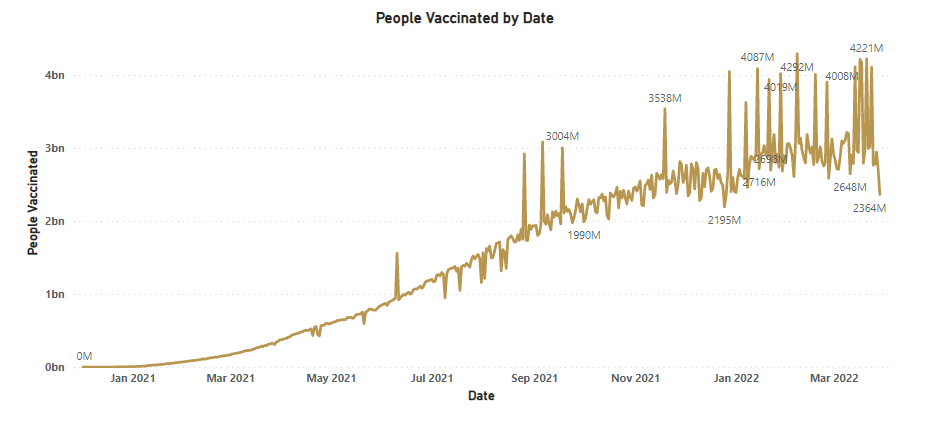 People Vaccinated by Date
4221M
4087M
4292M
4bn
4008M
4019M
3538M
3004M
3bn
2648M
2716M
2364M
2195M
1990M
2bn
1bn
0M
0bn
Jan 2021
Mar 2021
May 2021
Jul 2021
Sep 2021
Nov 2021
Jan 2022
Mar 2022
People Vaccinated
Date